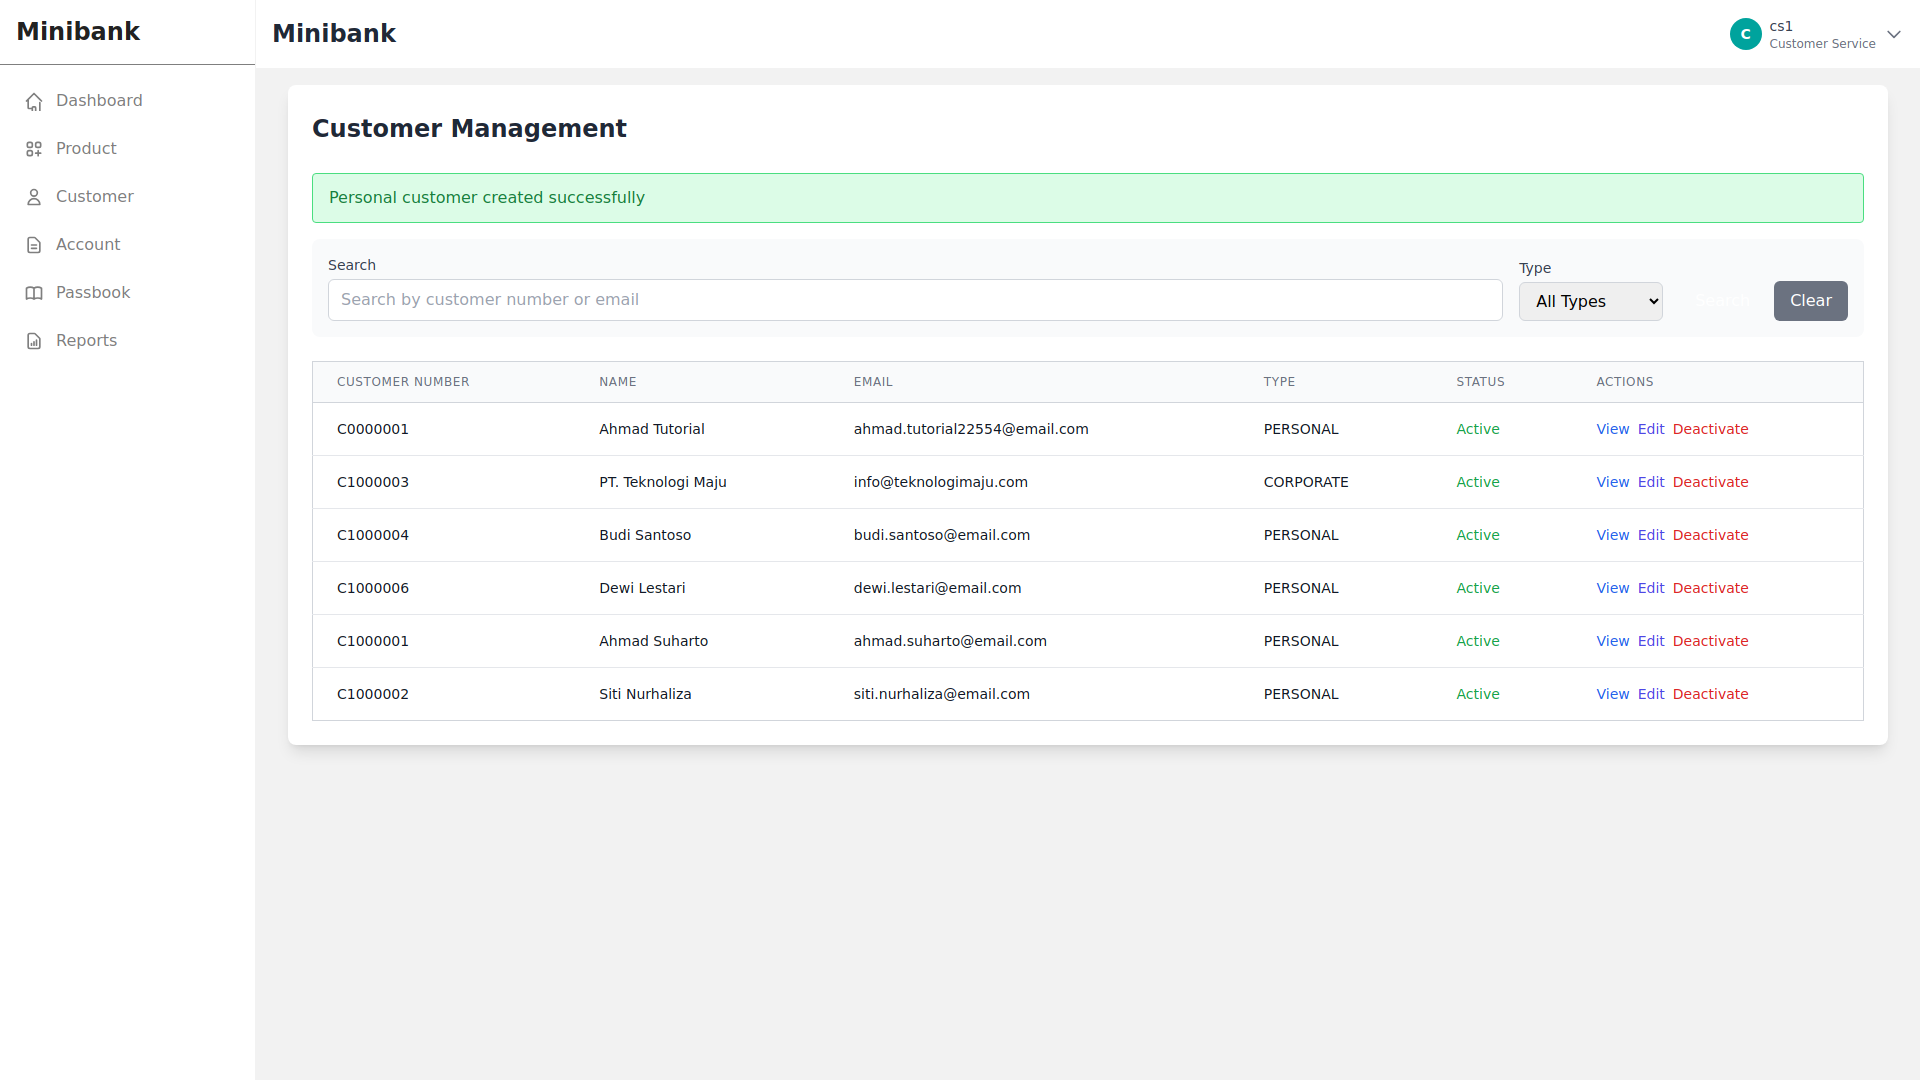 Minibank
Minibank
C
cs1
Customer Service
Dashboard
Product
Customer
Account
Passbook
Reports
Customer Management
Personal customer created successfully
Search
Search by customer number or email
Type
All Types
Search
Clear
CUSTOMER NUMBER NAME EMAIL TYPE STATUS ACTIONS
C0000001 Ahmad Tutorial ahmad.tutorial22554@email.com PERSONAL Active View Edit Deactivate
C1000003 PT. Teknologi Maju info@teknologimaju.com CORPORATE Active View Edit Deactivate
C1000004 Budi Santoso budi.santoso@email.com PERSONAL Active View Edit Deactivate
C1000006 Dewi Lestari dewi.lestari@email.com PERSONAL Active View Edit Deactivate
C1000001 Ahmad Suharto ahmad.suharto@email.com PERSONAL Active View Edit Deactivate
C1000002 Siti Nurhaliza siti.nurhaliza@email.com PERSONAL Active View Edit Deactivate